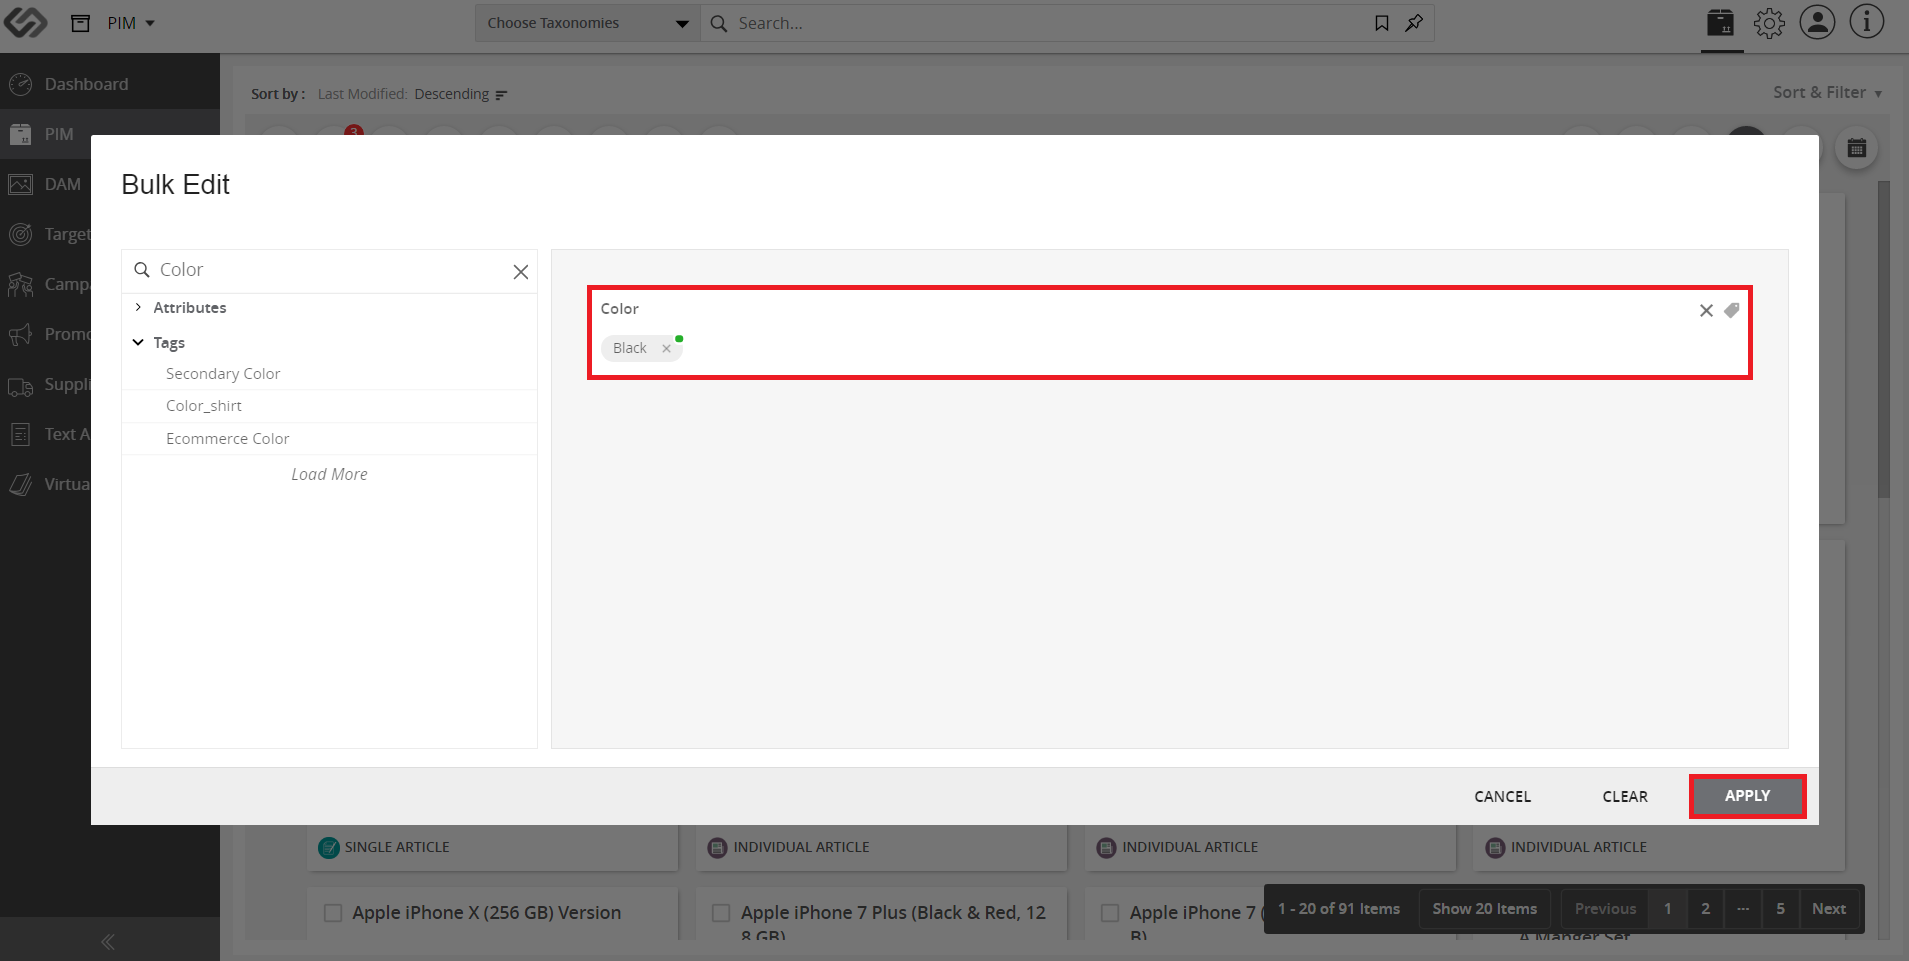 PIM
Choose Taxonomies
Search...
Dashboard
PIM
DAM
Target
Camp
Promo
Suppli
Text A
Virtua
Sort by : Last Modified: Descending
Sort & Filter
3
Bulk Edit
Color
Attributes
Tags
Secondary Color
Color_shirt
Ecommerce Color
Load More
Color
Black
CANCEL
CLEAR
APPLY
SINGLE ARTICLE
INDIVIDUAL ARTICLE
INDIVIDUAL ARTICLE
INDIVIDUAL ARTICLE
Apple iPhone X (256 GB) Version
Apple iPhone 7 Plus (Black & Red, 12
8 GB)
Apple iPhone 7 (
B)
A Manger Set
1 - 20 of 91 Items
Show 20 Items
Previous 1 2 ... 5 Next